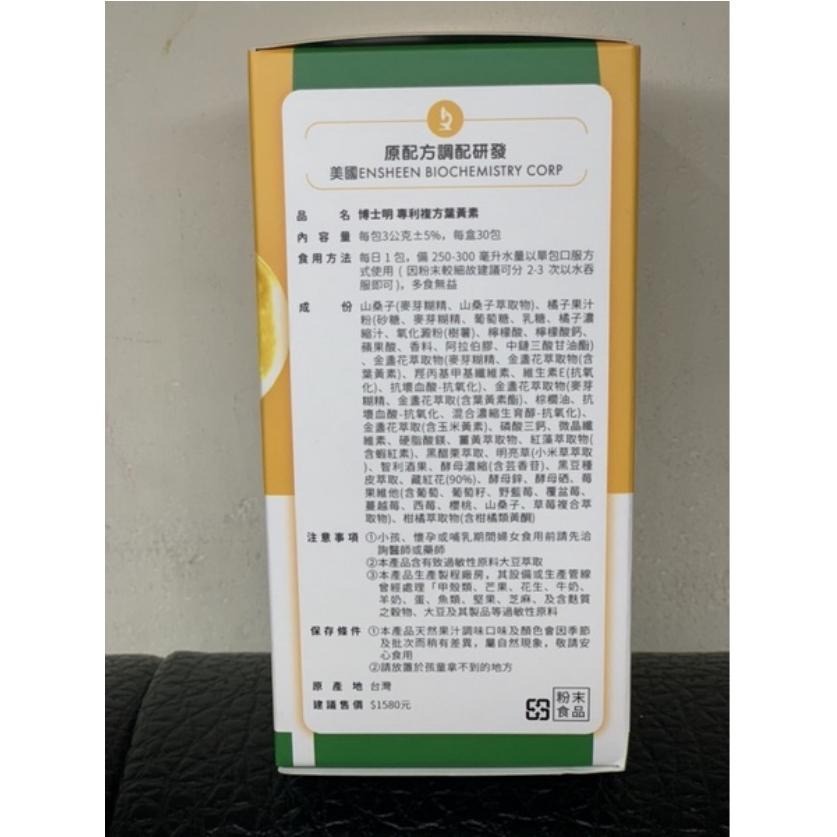 原配方調配研發
美國ENSHEEN BIOCHEMISTRY CORP
品名 博士明 專利複方葉黃素
內容量 每包3公克±5%，每盒30包
食用方法 每日1包，備 250-300 毫升水量以單包口服方
式使用（因粉末較細故建議可分 2-3 次以水吞
服即可），多食無益
成份 山桑子(麥芽糊精、山桑子萃取物)、橘子果汁
粉(砂糖、麥芽糊精、葡萄糖、乳糖、橘子濃
縮汁、氧化澱粉(樹薯)、檸檬酸、檸檬酸鈣、
蘋果酸、香料、阿拉伯膠、中鏈三酸甘油酯)
、金盞花萃取物(麥芽糊精、金盞花萃取物(含
葉黃素)、羥丙基甲基纖維素、維生素E(抗氧
化)、抗壞血酸-抗氧化)、金盞花萃取物(麥芽
糊精、金盞花萃取(含葉黃素酯)、棕櫚油、抗
壞血酸-抗氧化、混合濃縮生育醇-抗氧化)、
金盞花萃取(含玉米黃素)、磷酸三鈣、微晶纖
維素、硬脂酸鎂、薑黃萃取物、紅藻萃取物(
含蝦紅素)、黑醋栗萃取、明亮草(小米草萃取
)、智利酒果、酵母濃縮(含芸香苷)、黑豆種
皮萃取、藏紅花(90%)、酵母鋅、酵母硒、莓
果維他(含葡萄、葡萄籽、野藍莓、覆盆莓、
蔓越莓、西莓、櫻桃、山桑子、草莓複合萃
取物)、柑橘萃取物(含柑橘類黃酮)
注意事項 ①小孩、懷孕或哺乳期間婦女食用前請先洽
詢醫師或藥師
②本產品含有致過敏性原料大豆萃取
③本產品生產製程廠房，其設備或生產管線
曾經處理「甲殼類、芒果、花生、牛奶、
羊奶、蛋、魚類、堅果、芝麻、及含麩質
之穀物、大豆及其製品等過敏性原料
保存條件 ①本產品天然果汁調味口味及顏色會因季節
及批次而稍有差異，屬自然現象，敬請安
心食用
②請放置於孩童拿不到的地方
原產地 台灣
建議售價 $1580元
粉末
食品